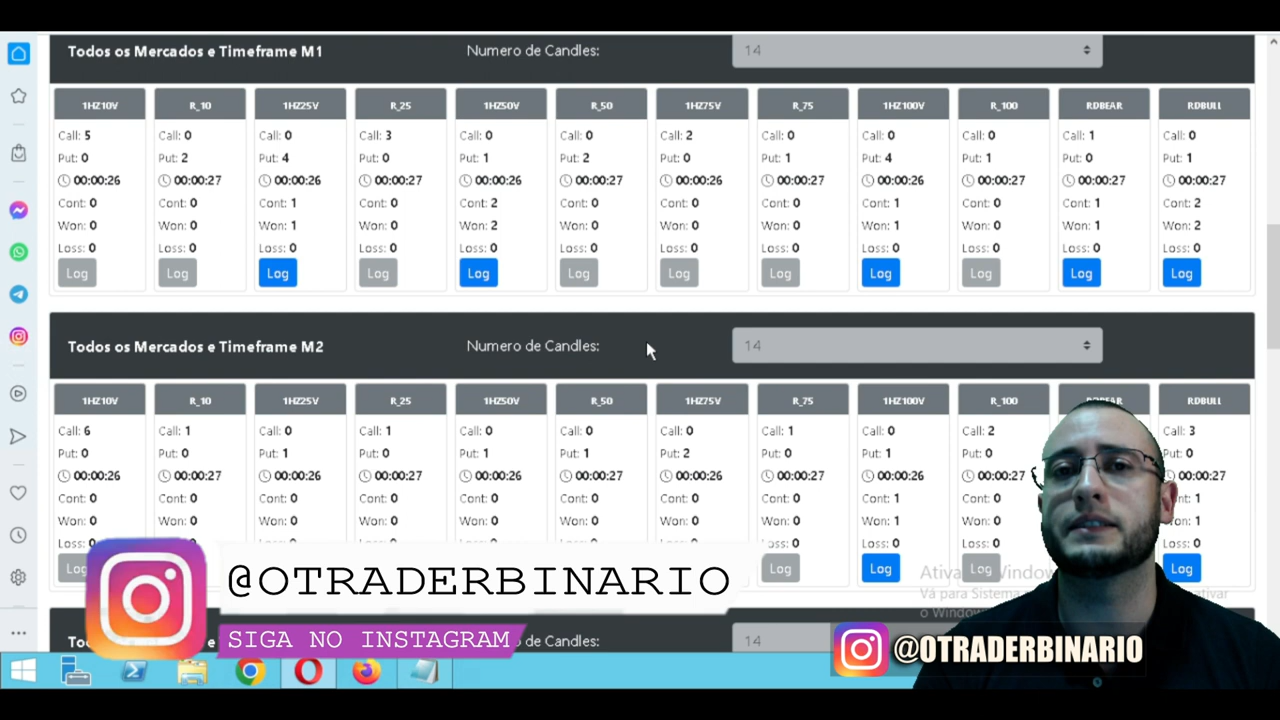 Todos os Mercados e Timeframe M1 Numero de Candles: 14
1HZ10V R_10 1HZ25V R_25 1HZ50V R_50 1HZ75V R_75 1HZ100V R_100 RDBEAR RDBULL
Call: 5 Call: 0 Call: 0 Call: 3 Call: 0 Call: 0 Call: 2 Call: 0 Call: 0 Call: 0 Call: 1 Call: 0
Put: 0 Put: 2 Put: 4 Put: 0 Put: 1 Put: 2 Put: 0 Put: 1 Put: 4 Put: 1 Put: 0 Put: 1
00:00:26 00:00:27 00:00:26 00:00:27 00:00:26 00:00:27 00:00:26 00:00:27 00:00:26 00:00:27 00:00:27 00:00:27
Cont: 0 Cont: 0 Cont: 1 Cont: 0 Cont: 2 Cont: 0 Cont: 0 Cont: 0 Cont: 1 Cont: 0 Cont: 1 Cont: 2
Won: 0 Won: 0 Won: 1 Won: 0 Won: 2 Won: 0 Won: 0 Won: 0 Won: 1 Won: 0 Won: 1 Won: 2
Loss: 0 Loss: 0 Loss: 0 Loss: 0 Loss: 0 Loss: 0 Loss: 0 Loss: 0 Loss: 0 Loss: 0 Loss: 0 Loss: 0
Log Log Log Log Log Log Log Log Log Log Log Log
Todos os Mercados e Timeframe M2 Numero de Candles: 14
1HZ10V R_10 1HZ25V R_25 1HZ50V R_50 1HZ75V R_75 1HZ100V R_100 RDBEAR RDBULL
Call: 6 Call: 1 Call: 0 Call: 1 Call: 0 Call: 0 Call: 0 Call: 1 Call: 0 Call: 2 Call: 3
Put: 0 Put: 0 Put: 1 Put: 0 Put: 1 Put: 1 Put: 2 Put: 0 Put: 1 Put: 0 Put: 0
00:00:26 00:00:27 00:00:26 00:00:27 00:00:26 00:00:27 00:00:26 00:00:27 00:00:26 00:00:27 00:00:27
Cont: 0 Cont: 0 Cont: 0 Cont: 0 Cont: 0 Cont: 0 Cont: 0 Cont: 0 Cont: 1 Cont: 0 1
Won: 0 Won: 0 Won: 0 Won: 0 Won: 0 Won: 0 Won: 0 Won: 0 Won: 1 Won: 0 1
Loss: 0 Loss: 0 Loss: 0 Loss: 0
Log Log Log Log
@OTRADERBINARIO
SIGA NO INSTAGRAM
Vá para Sistema
o Windows
Numero de Candles: 14
@OTRADERBINARIO